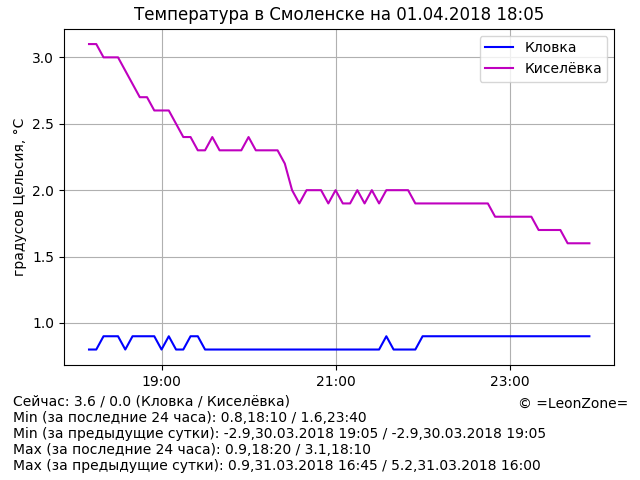 Температура в Смоленске на 01.04.2018 18:05
Кловка
Киселёвка
градусов Цельсия, °C
3.0
2.5
2.0
1.5
1.0
19:00
21:00
23:00
Сейчас: 3.6 / 0.0 (Кловка / Киселёвка)
© =LeonZone=
Min (за последние 24 часа): 0.8,18:10 / 1.6,23:40
Min (за предыдущие сутки): -2.9,30.03.2018 19:05 / -2.9,30.03.2018 19:05
Max (за последние 24 часа): 0.9,18:20 / 3.1,18:10
Max (за предыдущие сутки): 0.9,31.03.2018 16:45 / 5.2,31.03.2018 16:00